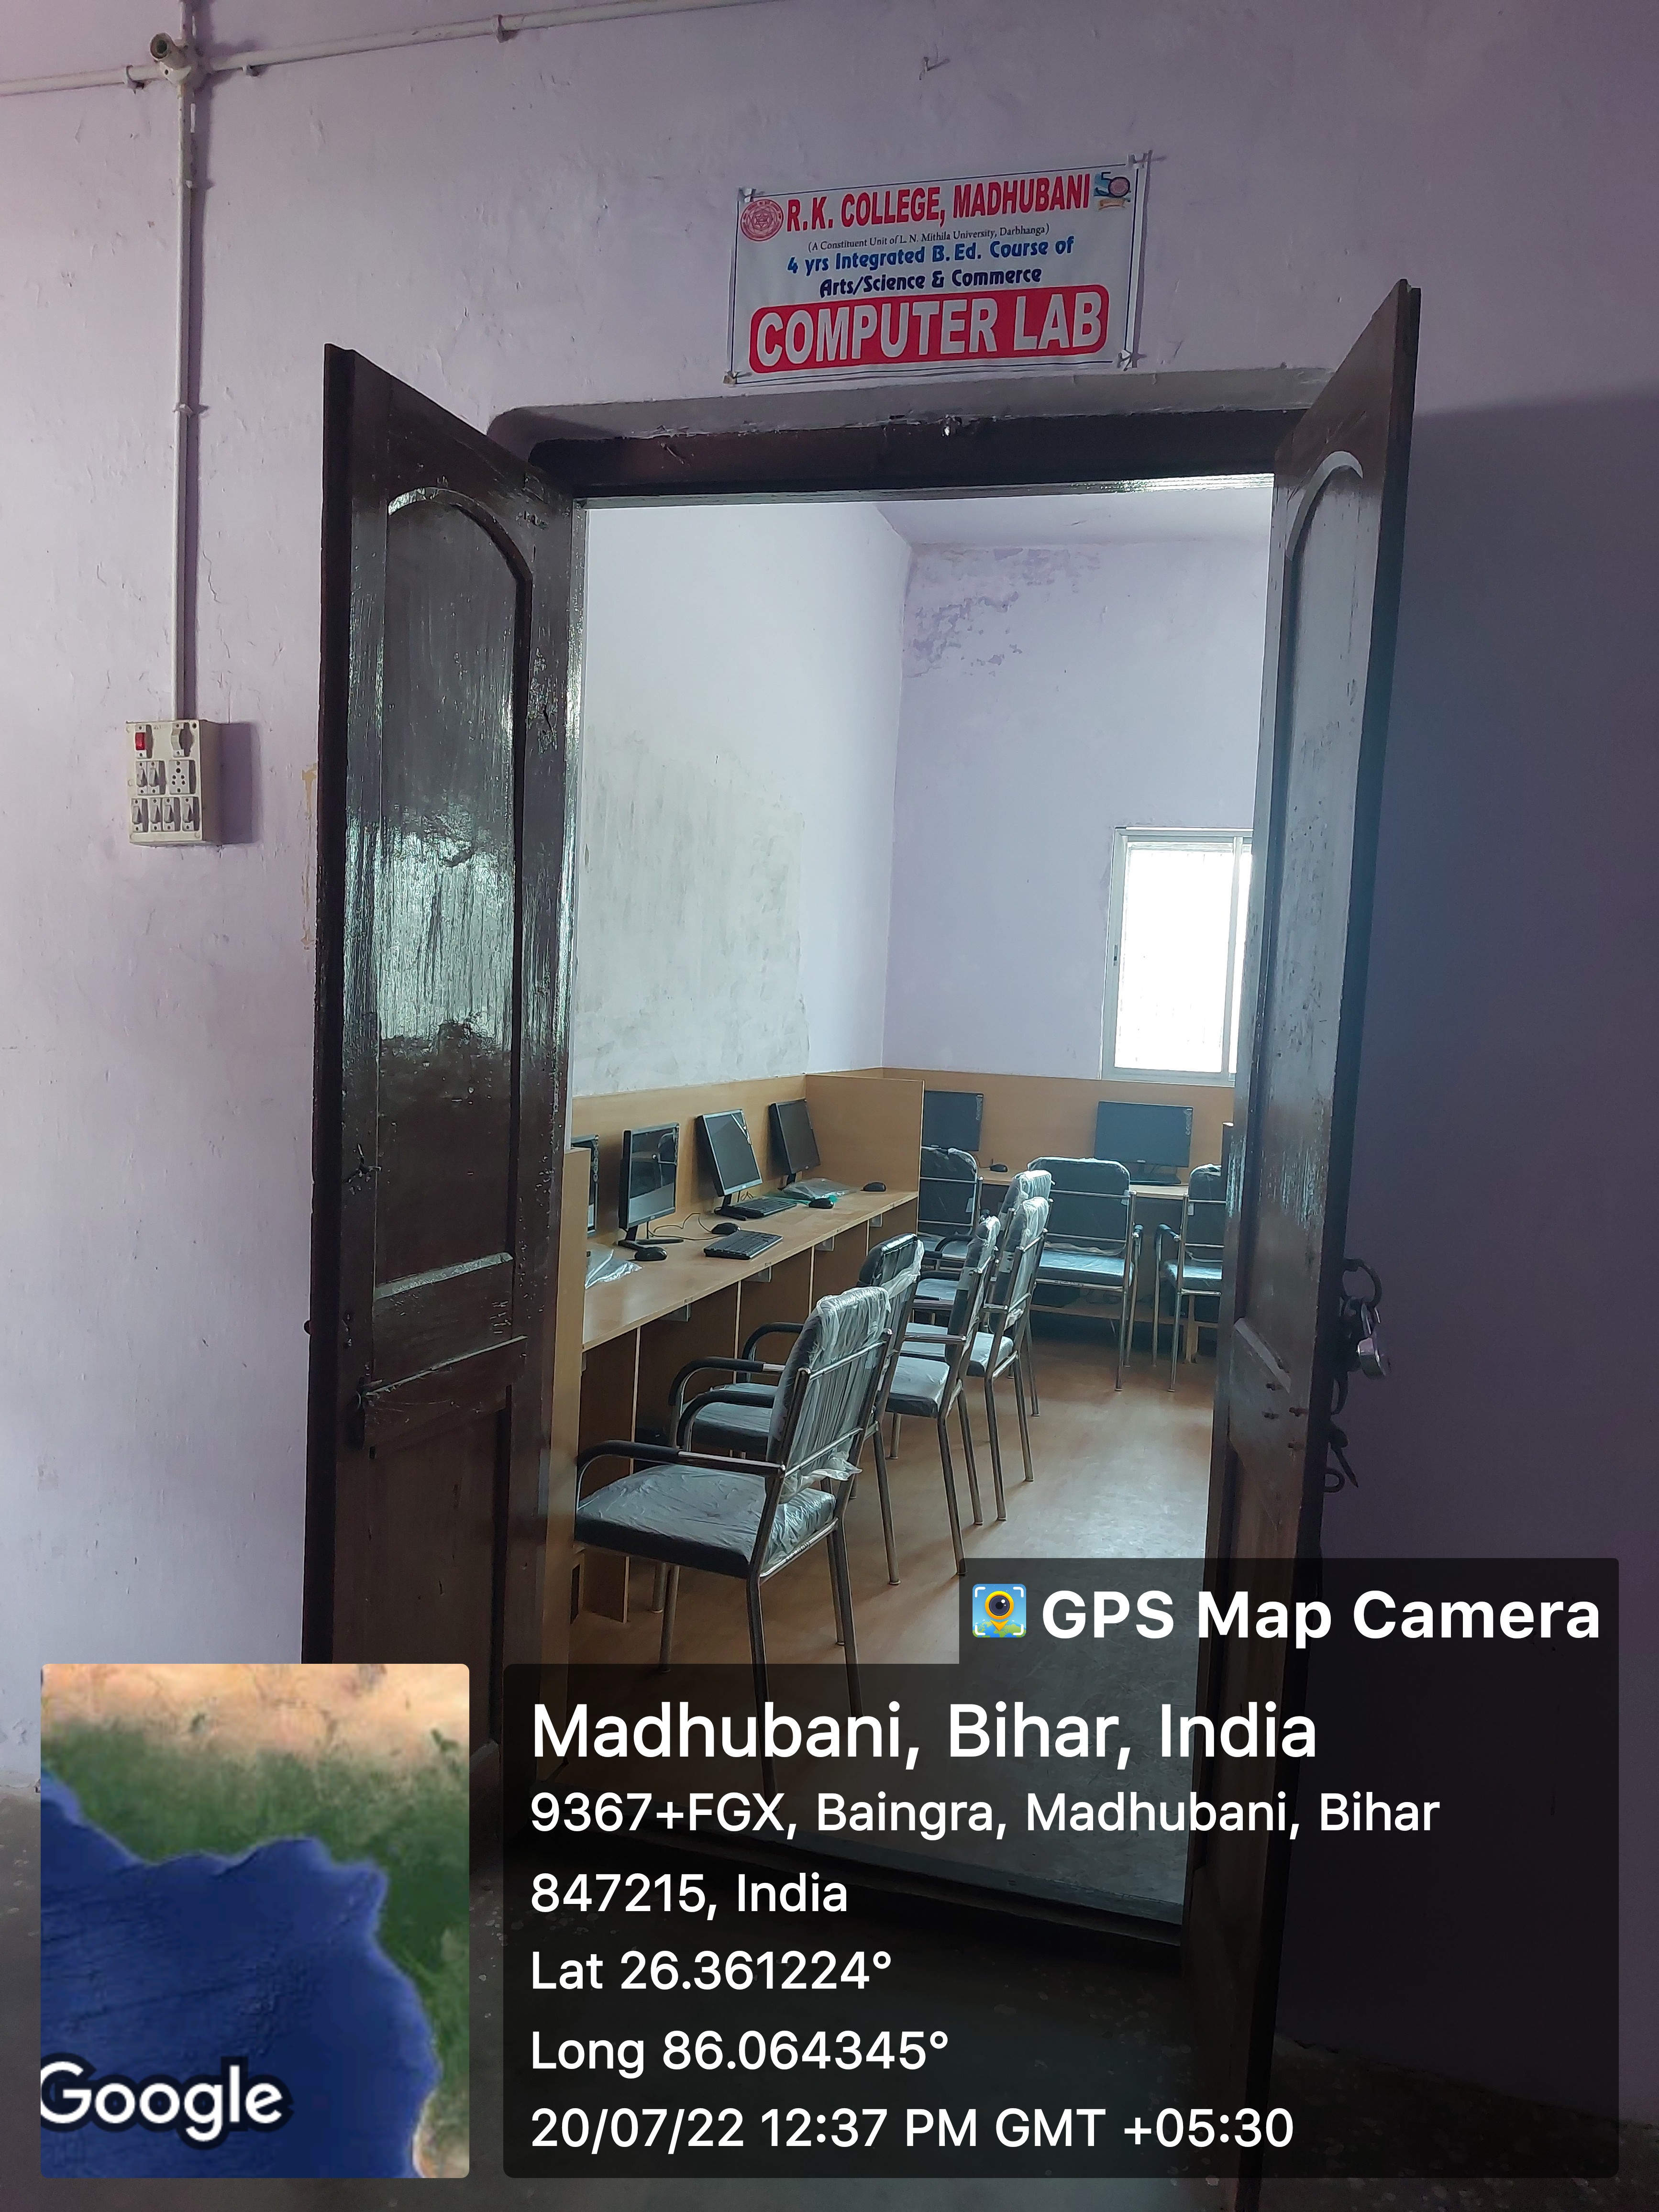 R.K. COLLEGE, MADHUBANI
(A Constituent Unit of L. N. Mithila University, Darbhanga)
4 yrs Integrated B. Ed. Course of
Arts/Science & Commerce
COMPUTER LAB
GPS Map Camera
Madhubani, Bihar, India
9367+FGX, Baingra, Madhubani, Bihar
847215, India
Lat 26.361224°
Long 86.064345°
20/07/22 12:37 PM GMT +05:30
Google